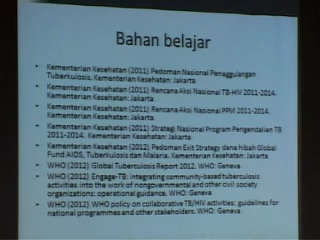 Bahan belajar
• Kementerian Kesehatan (2011) Pedoman Nasional Penaggulangan
Tuberkulosis. Kementerian Kesehatan: Jakarta
• Kementerian Kesehatan (2011) Rencana Aksi Nasional TB-HIV 2011-2014.
Kementerian Kesehatan: Jakarta
• Kementerian Kesehatan (2011) Rencana Aksi Nasional PPM 2011-2014.
Kementerian Kesehatan: Jakarta
• Kementerian Kesehatan (2011) Strategi Nasional Program Pengendalian TB
2011-2014. Kementerian Kesehatan: Jakarta
• Kementerian Kesehatan (2012) Pedoman Exit Strategy dana hibah Global
Fund AIDS, Tuberkulosis dan Malaria. Kementerian Kesehatan: Jakarta
• WHO (2012) Global Tuberculosis Report 2012. WHO: Geneva
• WHO (2012) Engage-TB: integrating community-based tuberculosis
activities into the work of nongovernmental and other civil society
organizations: operational guidance. WHO: Geneva
• WHO (2012) WHO policy on collaborative TB/HIV activities: guidelines for
national programmes and other stakeholders. WHO: Geneva